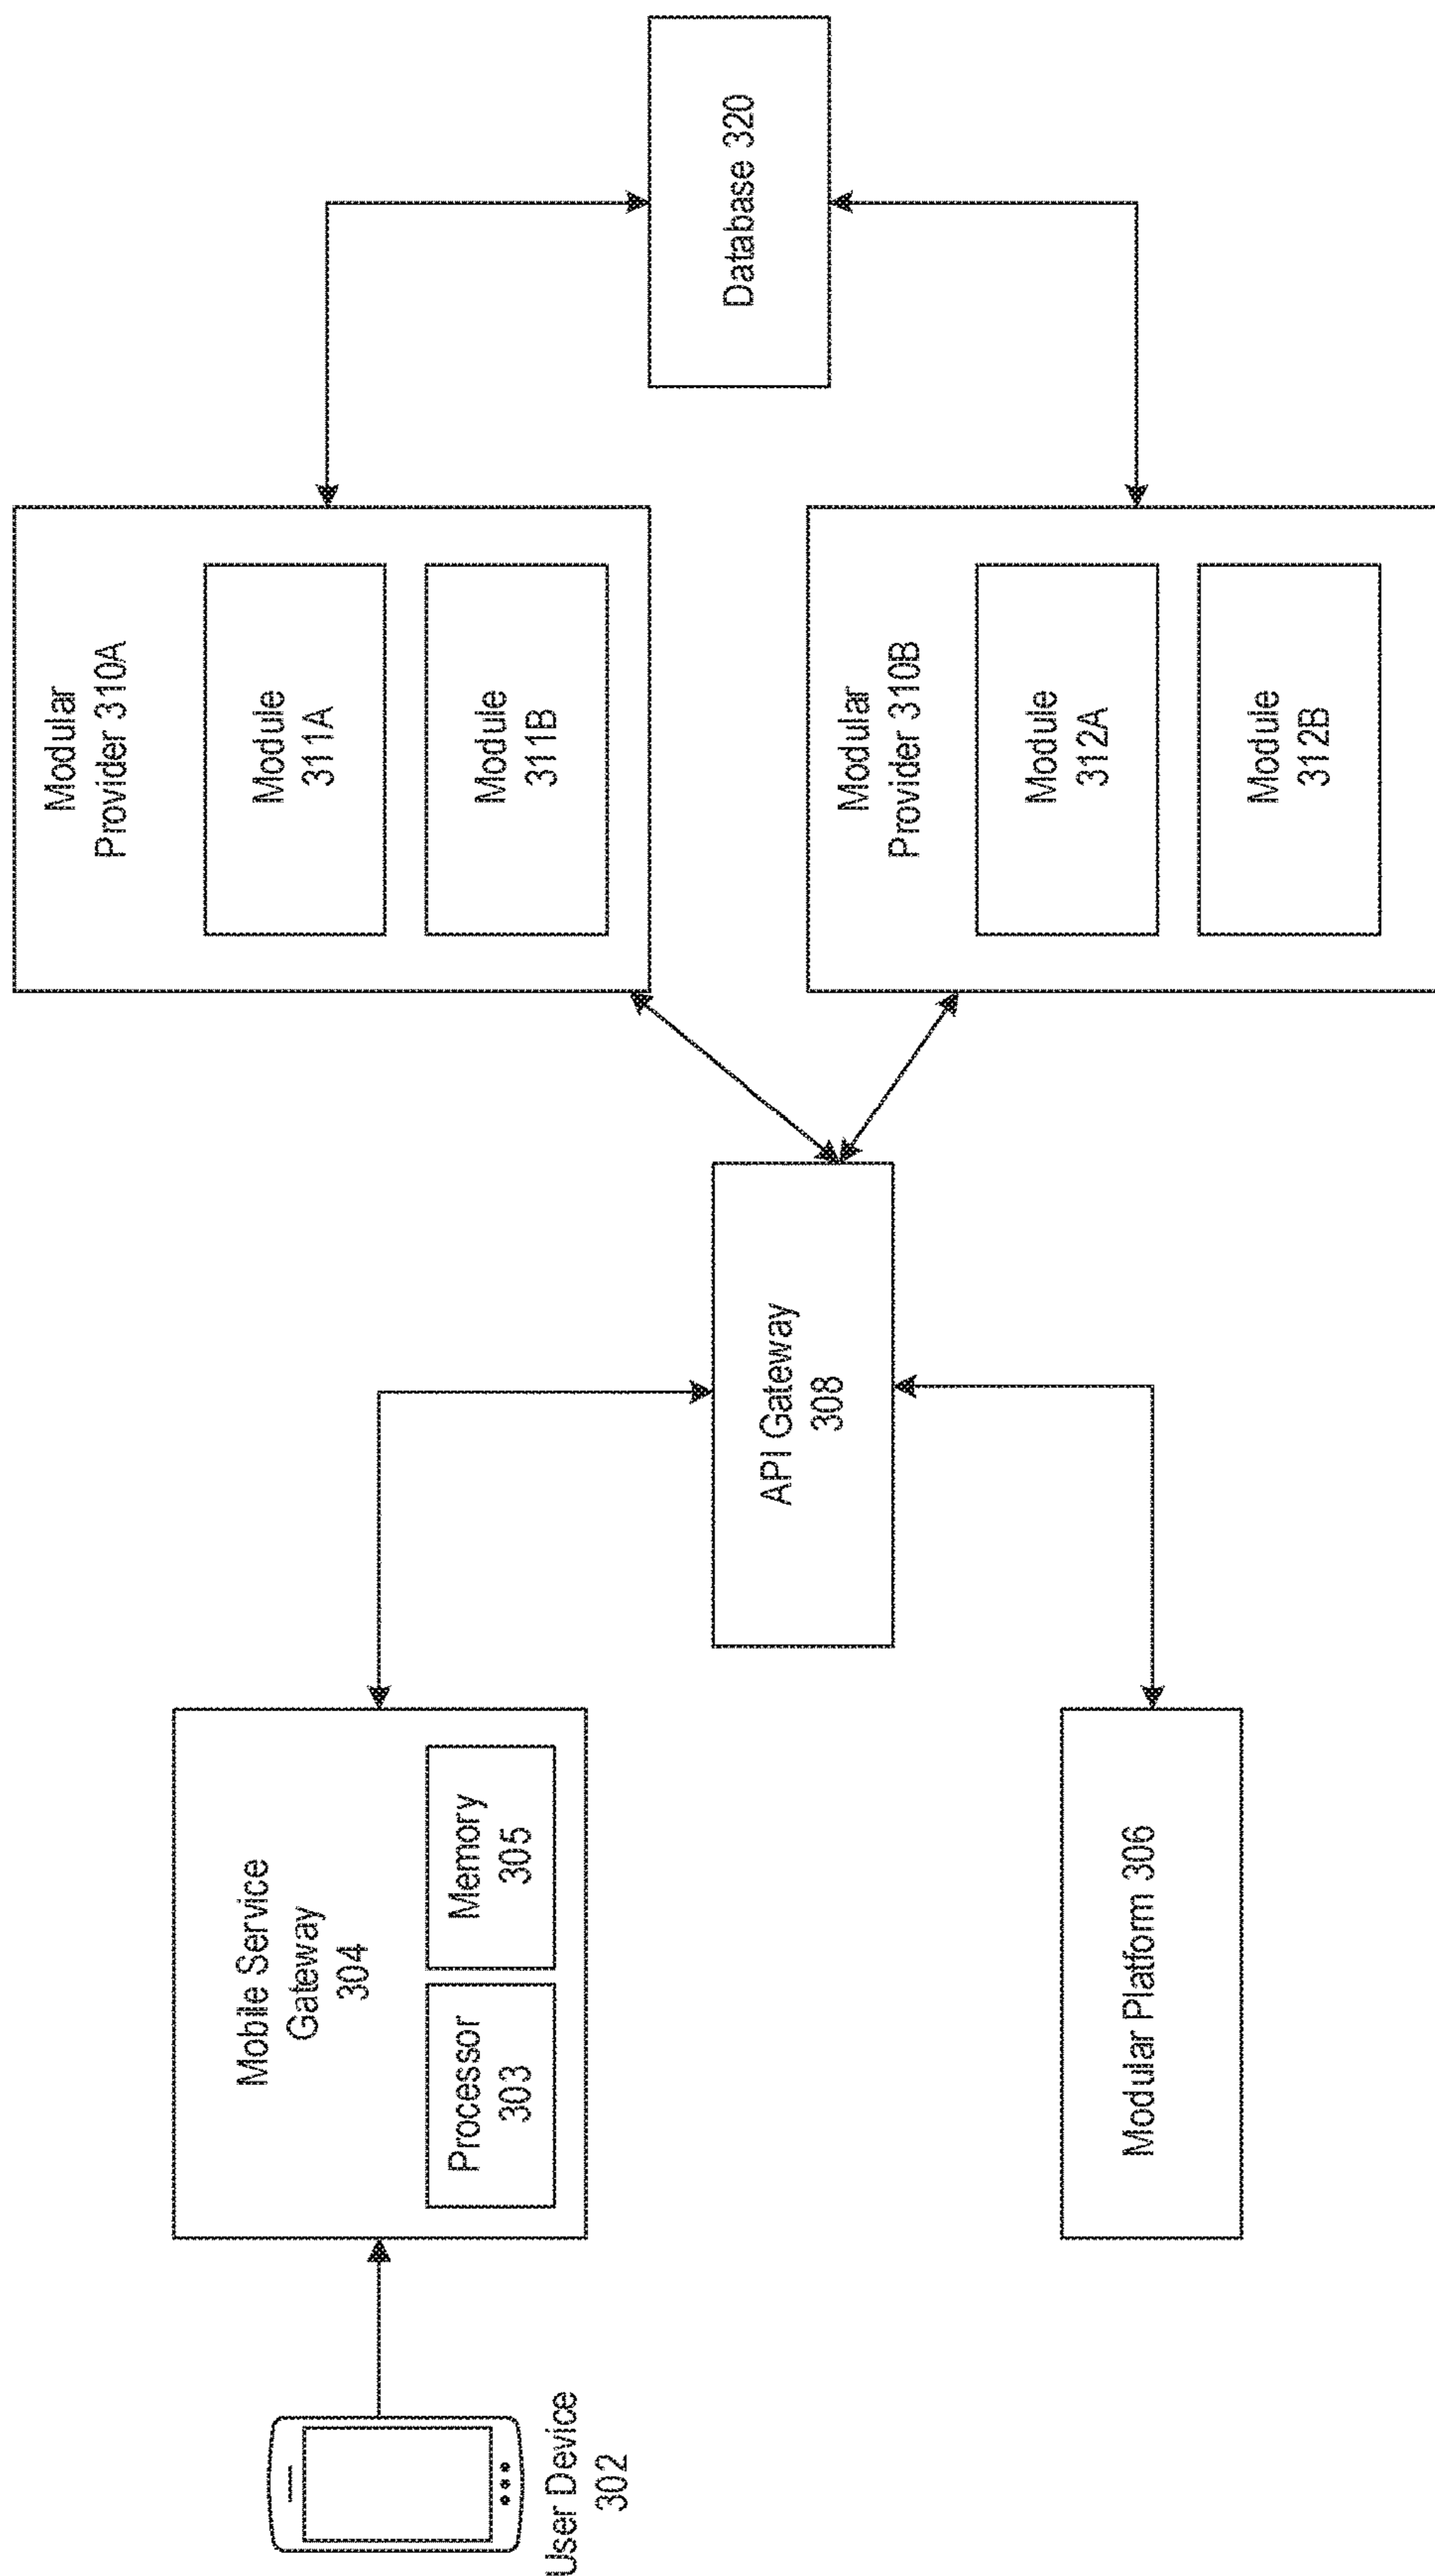 User Device
302
Mobile Service
Gateway
304
Processor
303
Memory
305
Modular Platform 306
API Gateway
308
Modular
Provider 310A
Module
311A
Module
311B
Modular
Provider 310B
Module
312A
Module
312B
Database 320